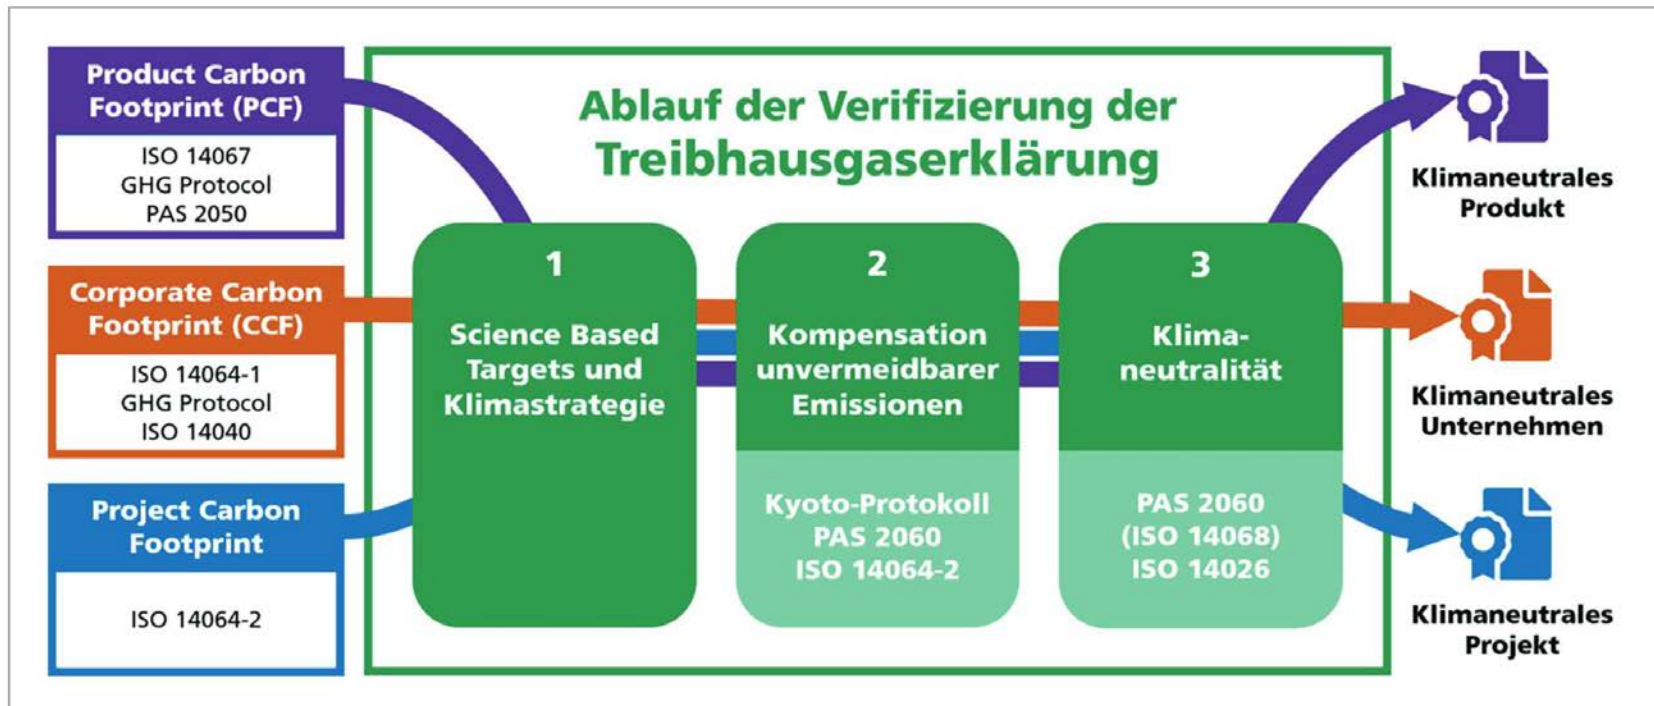 Product Carbon
Footprint (PCF)
ISO 14067
GHG Protocol
PAS 2050
Corporate Carbon
Footprint (CCF)
ISO 14064-1
GHG Protocol
ISO 14040
Project Carbon
Footprint
ISO 14064-2
Ablauf der Verifizierung der
Treibhausgaserklärung
1
Science Based
Targets und
Klimastrategie
2
Kompensation
unvermeidbarer
Emissionen
Kyoto-Protokoll
PAS 2060
ISO 14064-2
3
Klima-
neutralität
PAS 2060
(ISO 14068)
ISO 14026
Klimaneutrales
Produkt
Klimaneutrales
Unternehmen
Klimaneutrales
Projekt